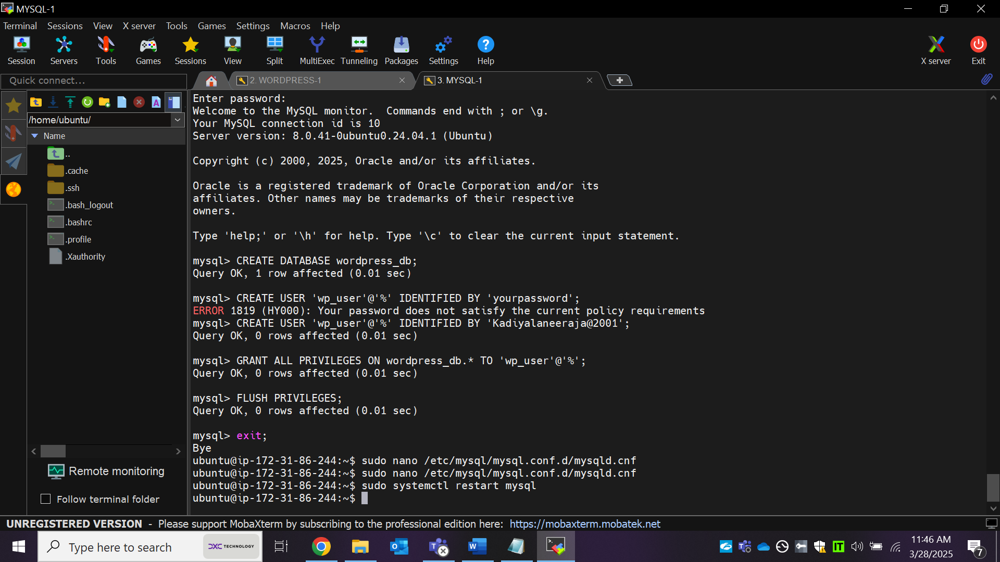 MYSQL-1
Terminal Sessions View X server Tools Games Settings Macros Help
Session Servers Tools Games Sessions View Split MultiExec Tunneling Packages Settings Help X server Exit
Quick connect...
2. WORDPRESS-1
3. MYSQL-1
/home/ubuntu/
Name
..
.cache
.ssh
.bash_logout
.bashrc
.profile
.Xauthority
Remote monitoring
Follow terminal folder
Enter password:
Welcome to the MySQL monitor.  Commands end with ; or \g.
Your MySQL connection id is 10
Server version: 8.0.41-0ubuntu0.24.04.1 (Ubuntu)
Copyright (c) 2000, 2025, Oracle and/or its affiliates.
Oracle is a registered trademark of Oracle Corporation and/or its
affiliates. Other names may be trademarks of their respective
owners.
Type 'help;' or '\h' for help. Type '\c' to clear the current input statement.
mysql> CREATE DATABASE wordpress_db;
Query OK, 1 row affected (0.01 sec)
mysql> CREATE USER 'wp_user'@'%' IDENTIFIED BY 'yourpassword';
ERROR 1819 (HY000): Your password does not satisfy the current policy requirements
mysql> CREATE USER 'wp_user'@'%' IDENTIFIED BY 'Kadiyalaneeraja@2001';
Query OK, 0 rows affected (0.01 sec)
mysql> GRANT ALL PRIVILEGES ON wordpress_db.* TO 'wp_user'@'%';
Query OK, 0 rows affected (0.01 sec)
mysql> FLUSH PRIVILEGES;
Query OK, 0 rows affected (0.01 sec)
mysql> exit;
Bye
ubuntu@ip-172-31-86-244:~$ sudo nano /etc/mysql/mysql.conf.d/mysqld.cnf
ubuntu@ip-172-31-86-244:~$ sudo nano /etc/mysql/mysql.conf.d/mysqld.cnf
ubuntu@ip-172-31-86-244:~$ sudo systemctl restart mysql
ubuntu@ip-172-31-86-244:~$
UNREGISTERED VERSION - Please support MobaXterm by subscribing to the professional edition here: https://mobaxterm.mobatek.net
Type here to search
DXC TECHNOLOGY
11:46 AM
3/28/2025
7